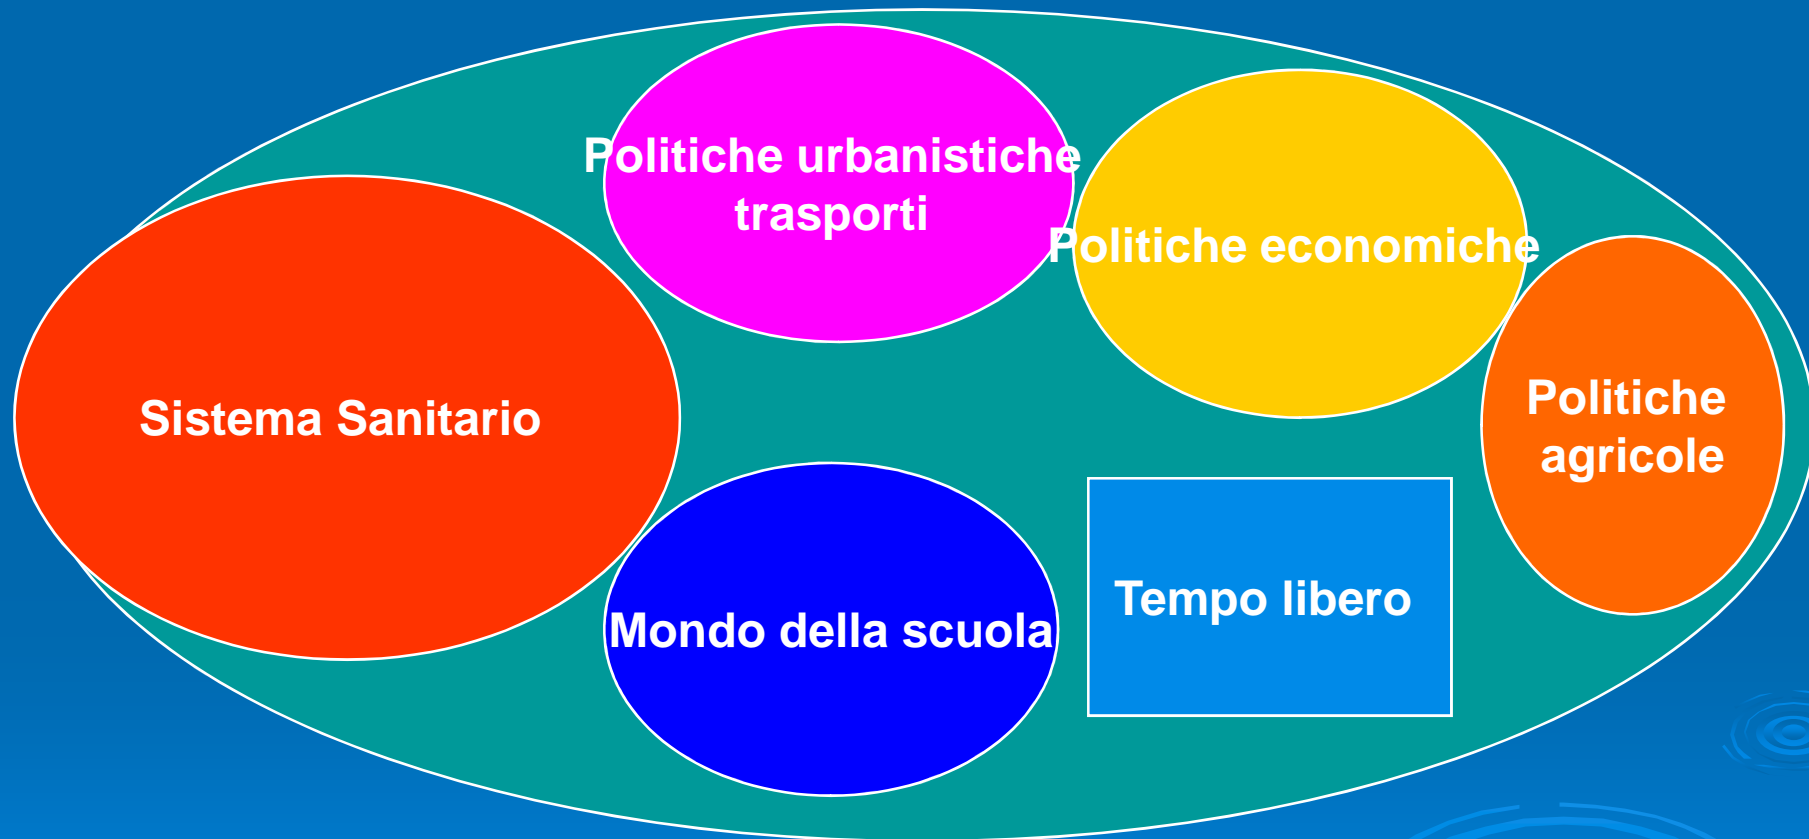 Politiche urbanistiche
trasporti
Politiche economiche
Sistema Sanitario
Politiche
agricole
Mondo della scuola
Tempo libero